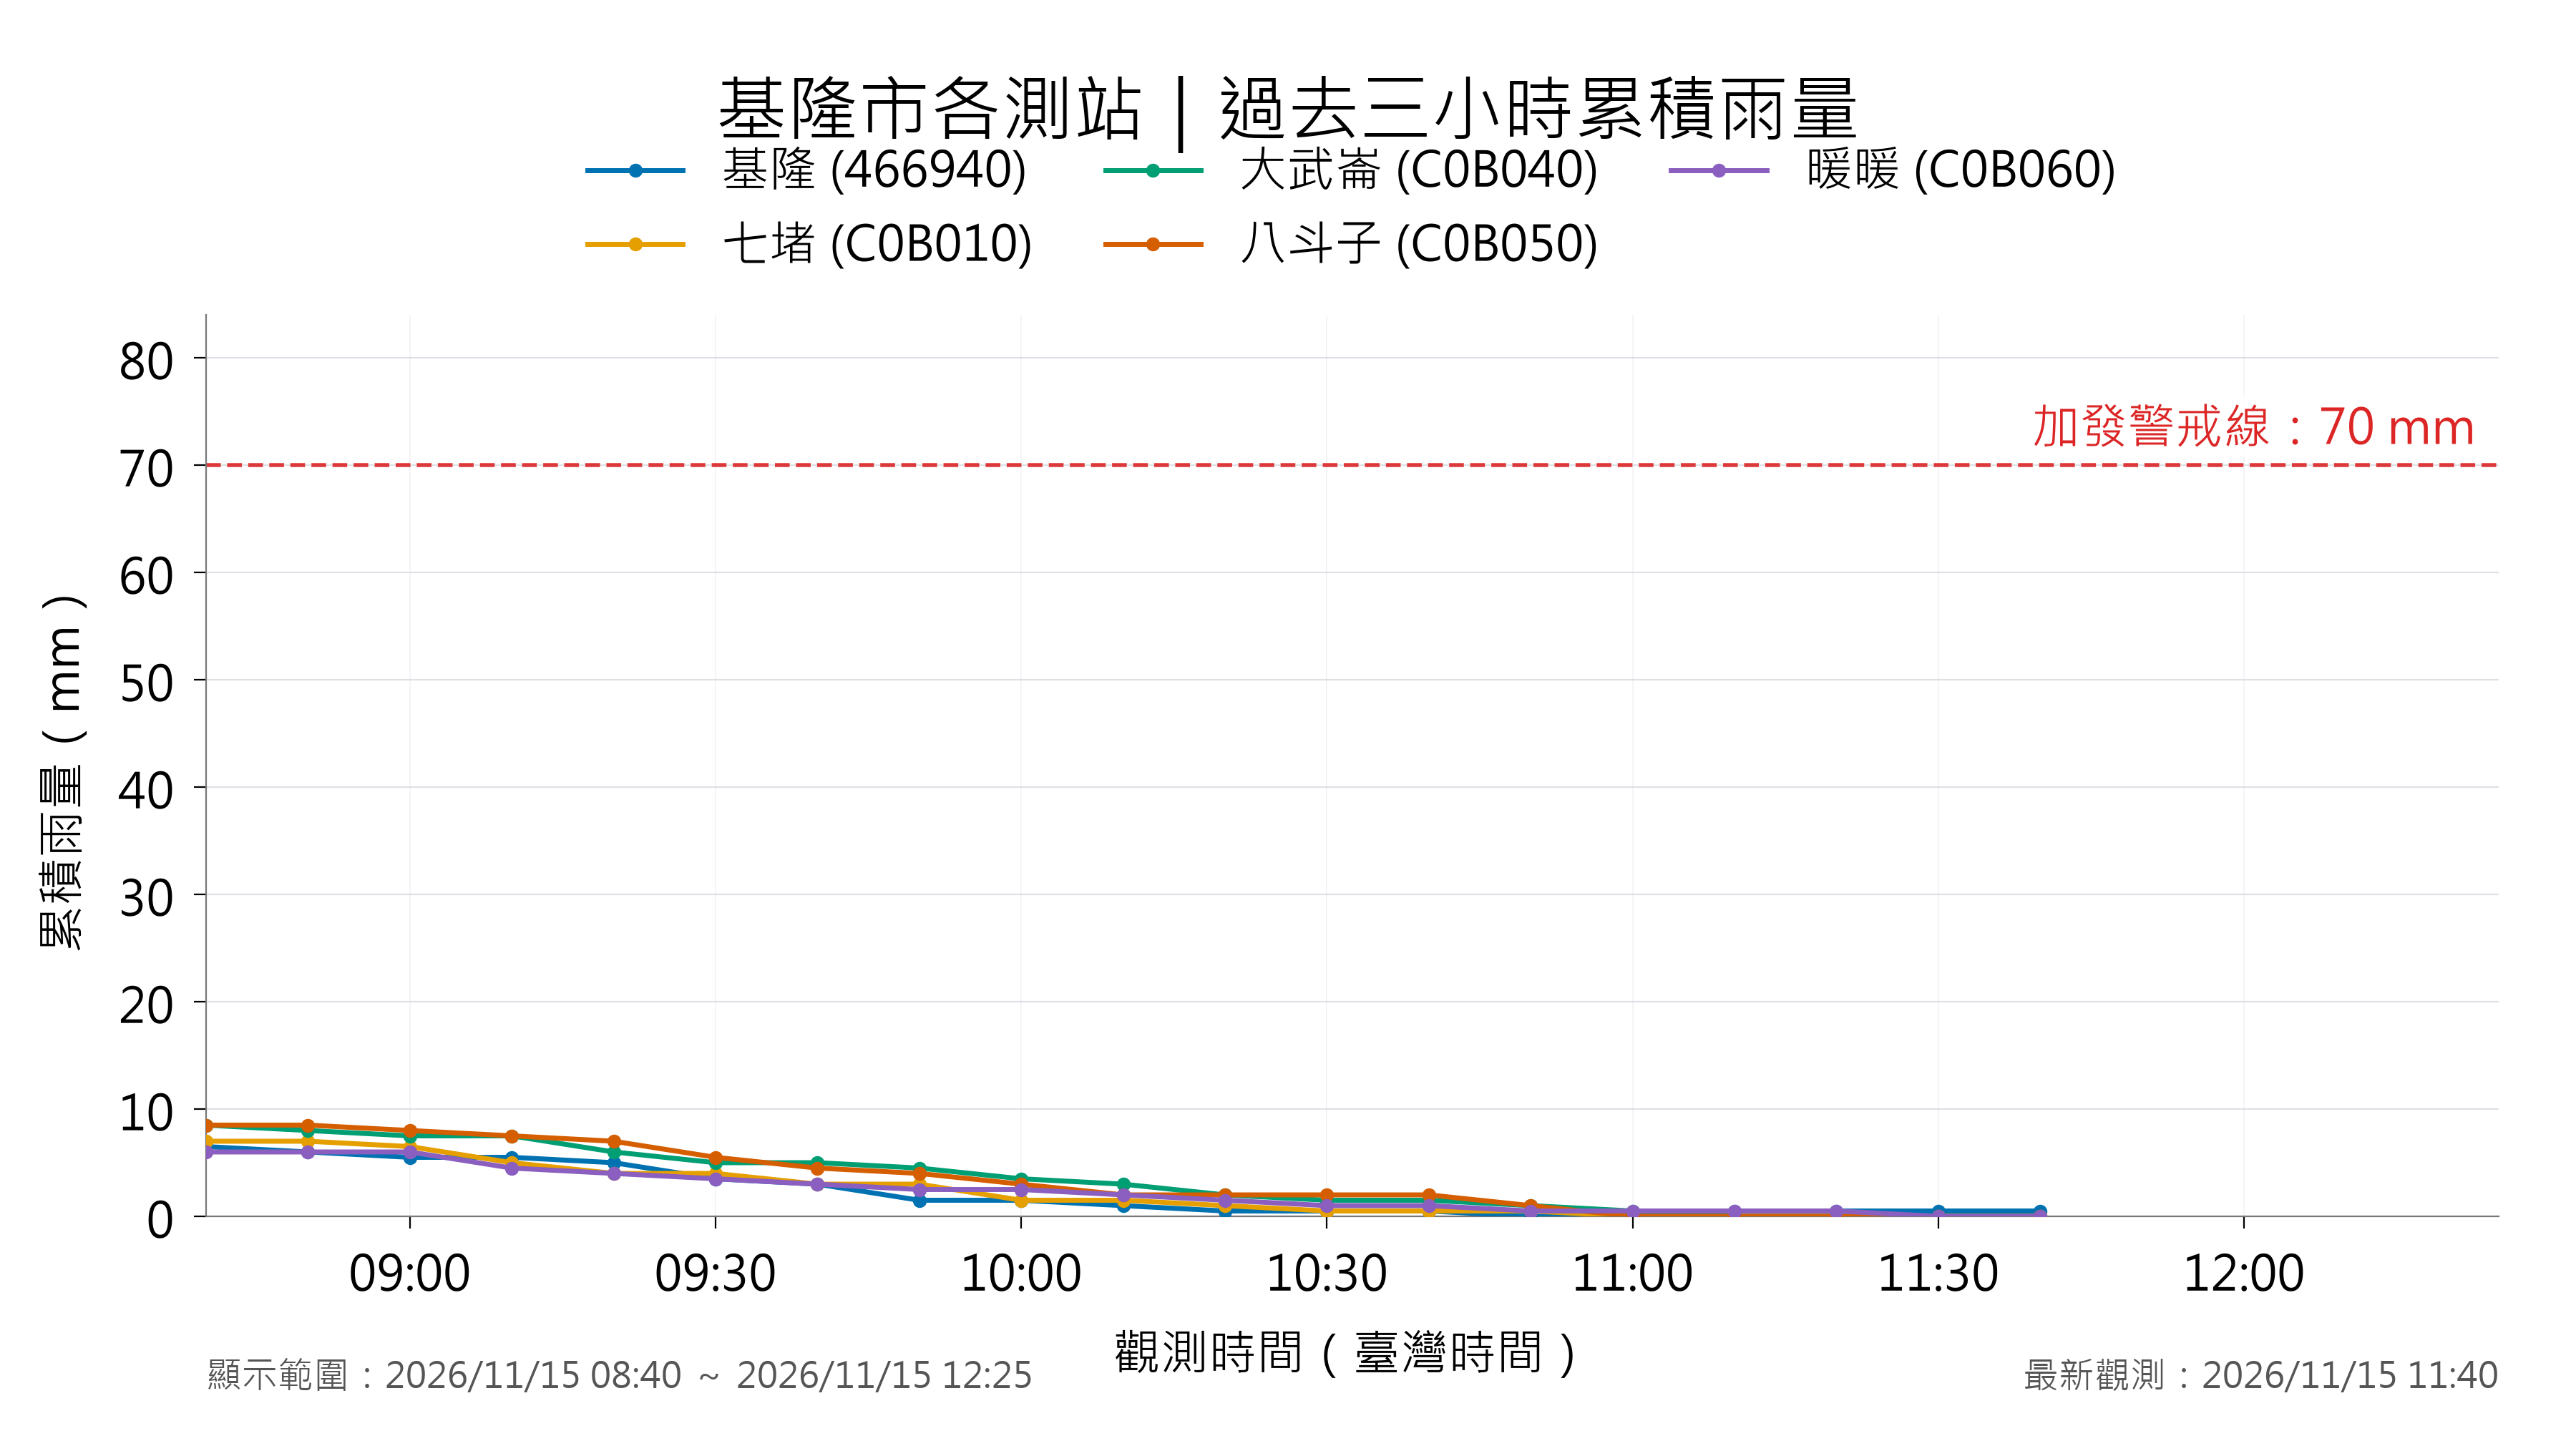 基隆市各測站｜過去三小時累積雨量
基隆 (466940)
大武崙 (C0B040)
暖暖 (C0B060)
七堵 (C0B010)
八斗子 (C0B050)
80
加發警戒線：70 mm
70
60
50
40
30
20
10
0
累積雨量（mm）
09:00
09:30
10:00
10:30
11:00
11:30
12:00
觀測時間（臺灣時間）
顯示範圍：2026/11/15 08:40 ~ 2026/11/15 12:25
最新觀測：2026/11/15 11:40